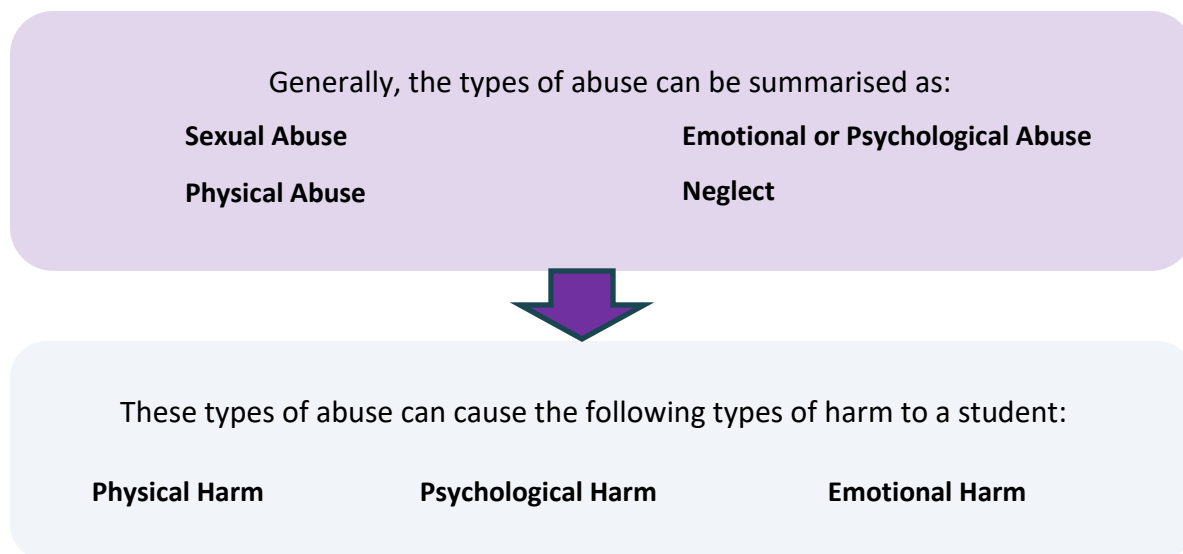 Generally, the types of abuse can be summarised as:
Sexual Abuse
Emotional or Psychological Abuse
Physical Abuse
Neglect
These types of abuse can cause the following types of harm to a student:
Physical Harm
Psychological Harm
Emotional Harm